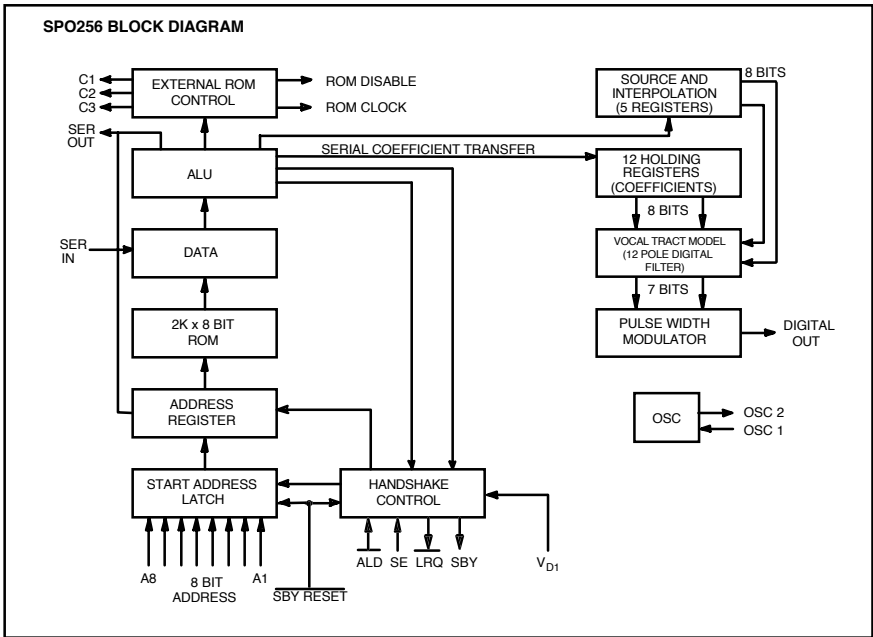 SPO256 BLOCK DIAGRAM
C1
C2
C3
EXTERNAL ROM
CONTROL
ROM DISABLE
ROM CLOCK
SER
OUT
ALU
SERIAL COEFFICIENT TRANSFER
SER
IN
DATA
2K x 8 BIT
ROM
ADDRESS
REGISTER
START ADDRESS
LATCH
HANDSHAKE
CONTROL
A8
8 BIT
ADDRESS
A1
SBY RESET
ALD
SE
LRQ
SBY
VD1
SOURCE AND
INTERPOLATION
(5 REGISTERS)
8 BITS
12 HOLDING
REGISTERS
(COEFFICIENTS)
8 BITS
VOCAL TRACT MODEL
(12 POLE DIGITAL
FILTER)
7 BITS
PULSE WIDTH
MODULATOR
DIGITAL
OUT
OSC
OSC 2
OSC 1